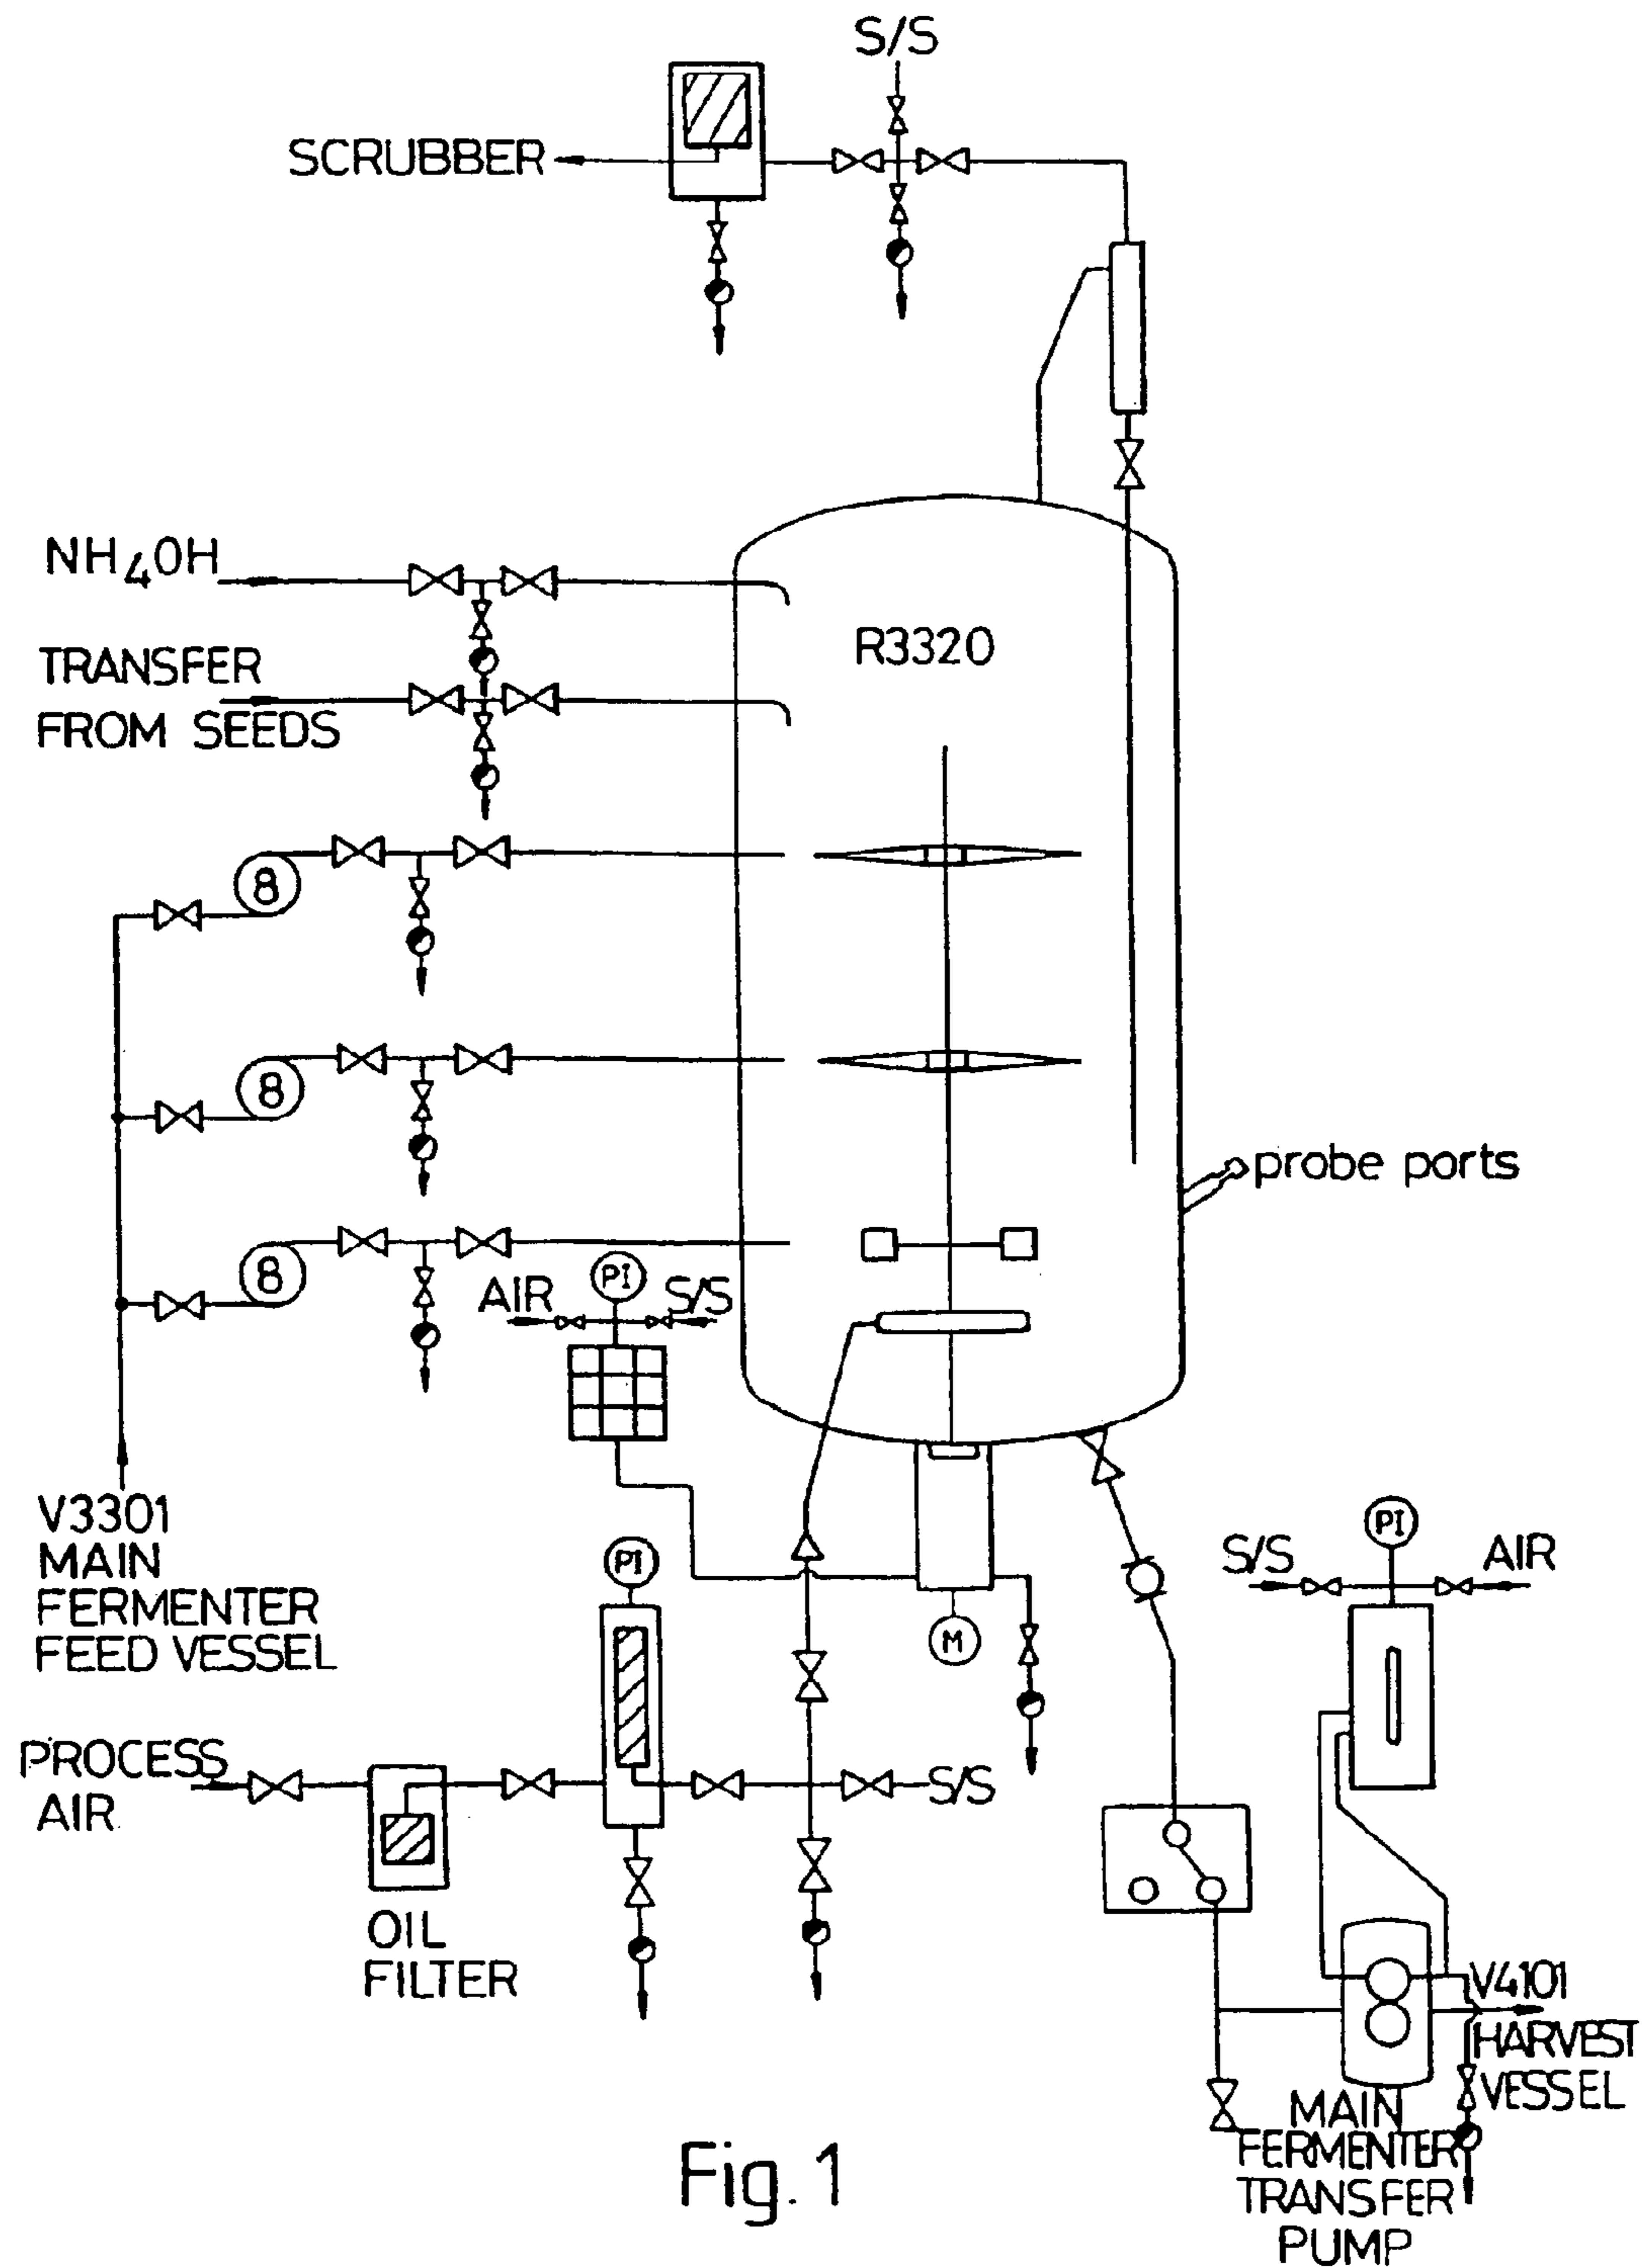 S/S
SCRUBBER
NH4OH
R3320
TRANSFER
FROM SEEDS
8
8
probe ports
8
PI
AIR
S/S
V3301
MAIN
FERMENTER
FEED VESSEL
PI
PI
S/S
AIR
M
PROCESS
AIR
S/S
OIL
FILTER
V4101
HARVEST
VESSEL
MAIN
FERMENTER
TRANSFER
PUMP
Fig. 1